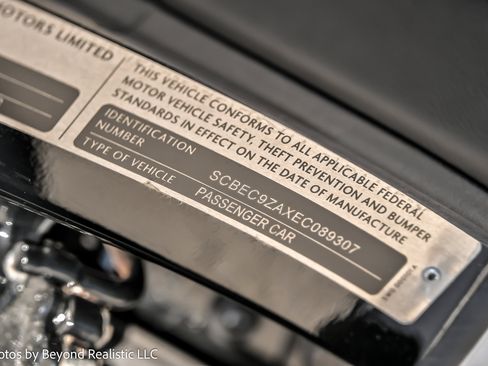 MOTORS LIMITED
THIS VEHICLE CONFORMS TO ALL APPLICABLE FEDERAL
MOTOR VEHICLE SAFETY, THEFT PREVENTION AND BUMPER
STANDARDS IN EFFECT ON THE DATE OF MANUFACTURE
IDENTIFICATION
NUMBER
SCBEC9ZAXEC089307
TYPE OF VEHICLE
PASSENGER CAR
otos by Beyond Realistic LLC